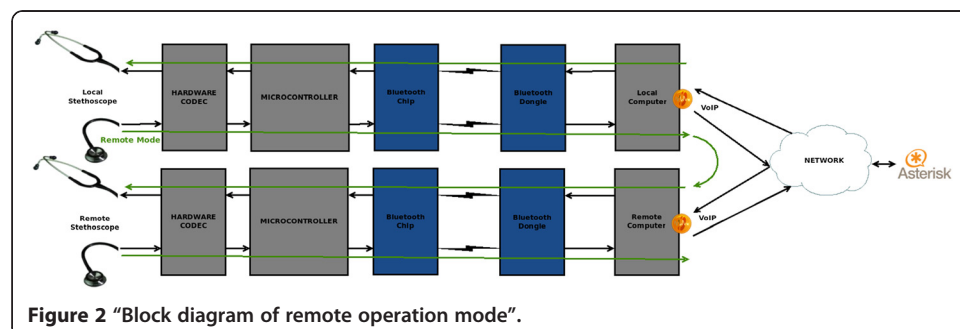 Local
Stethoscope
HARDWARE
CODEC
MICROCONTROLLER
Bluetooth
Chip
Bluetooth
Dongle
Local
Computer
VoIP
Remote Mode
NETWORK
Asterisk
Remote
Stethoscope
HARDWARE
CODEC
MICROCONTROLLER
Bluetooth
Chip
Bluetooth
Dongle
Remote
Computer
VoIP
Figure 2 “Block diagram of remote operation mode”.